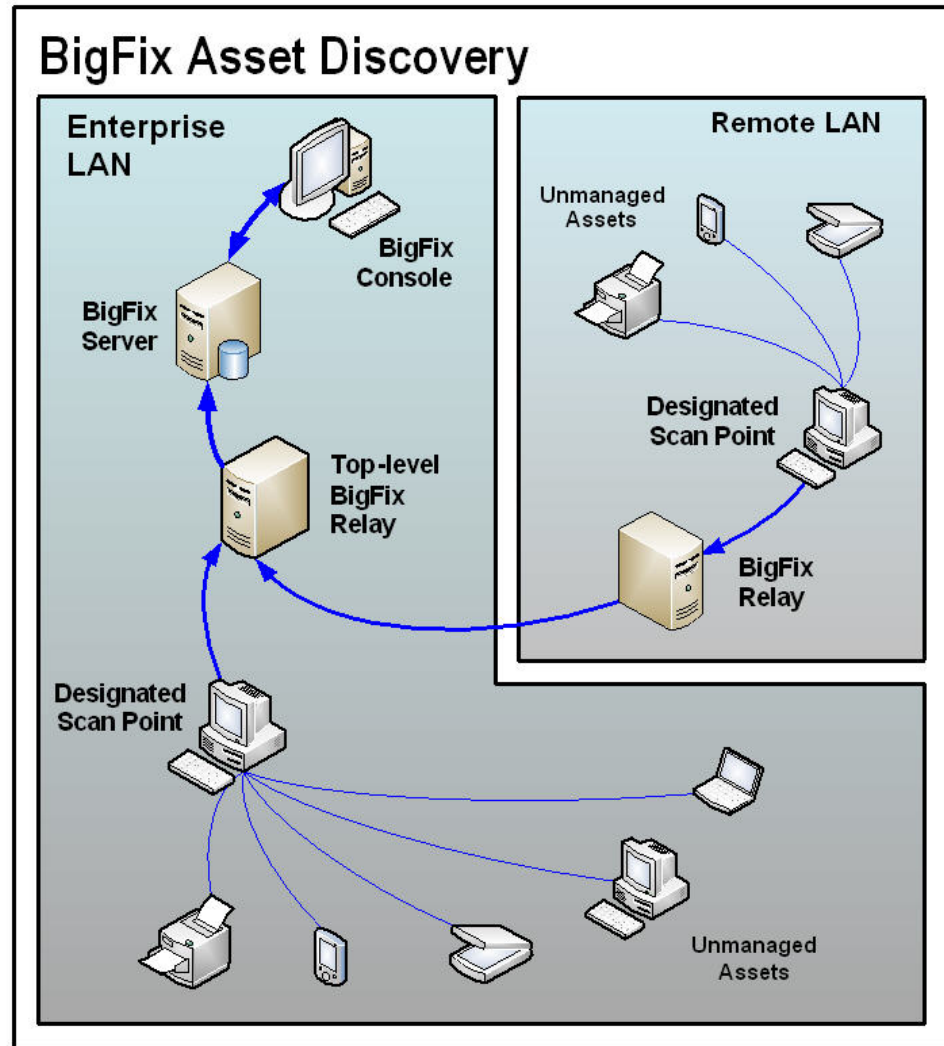 BigFix Asset Discovery
Enterprise
LAN
BigFix
Console
BigFix
Server
Top-level
BigFix
Relay
Designated
Scan Point
Unmanaged
Assets
Remote LAN
Unmanaged
Assets
Designated
Scan Point
BigFix
Relay